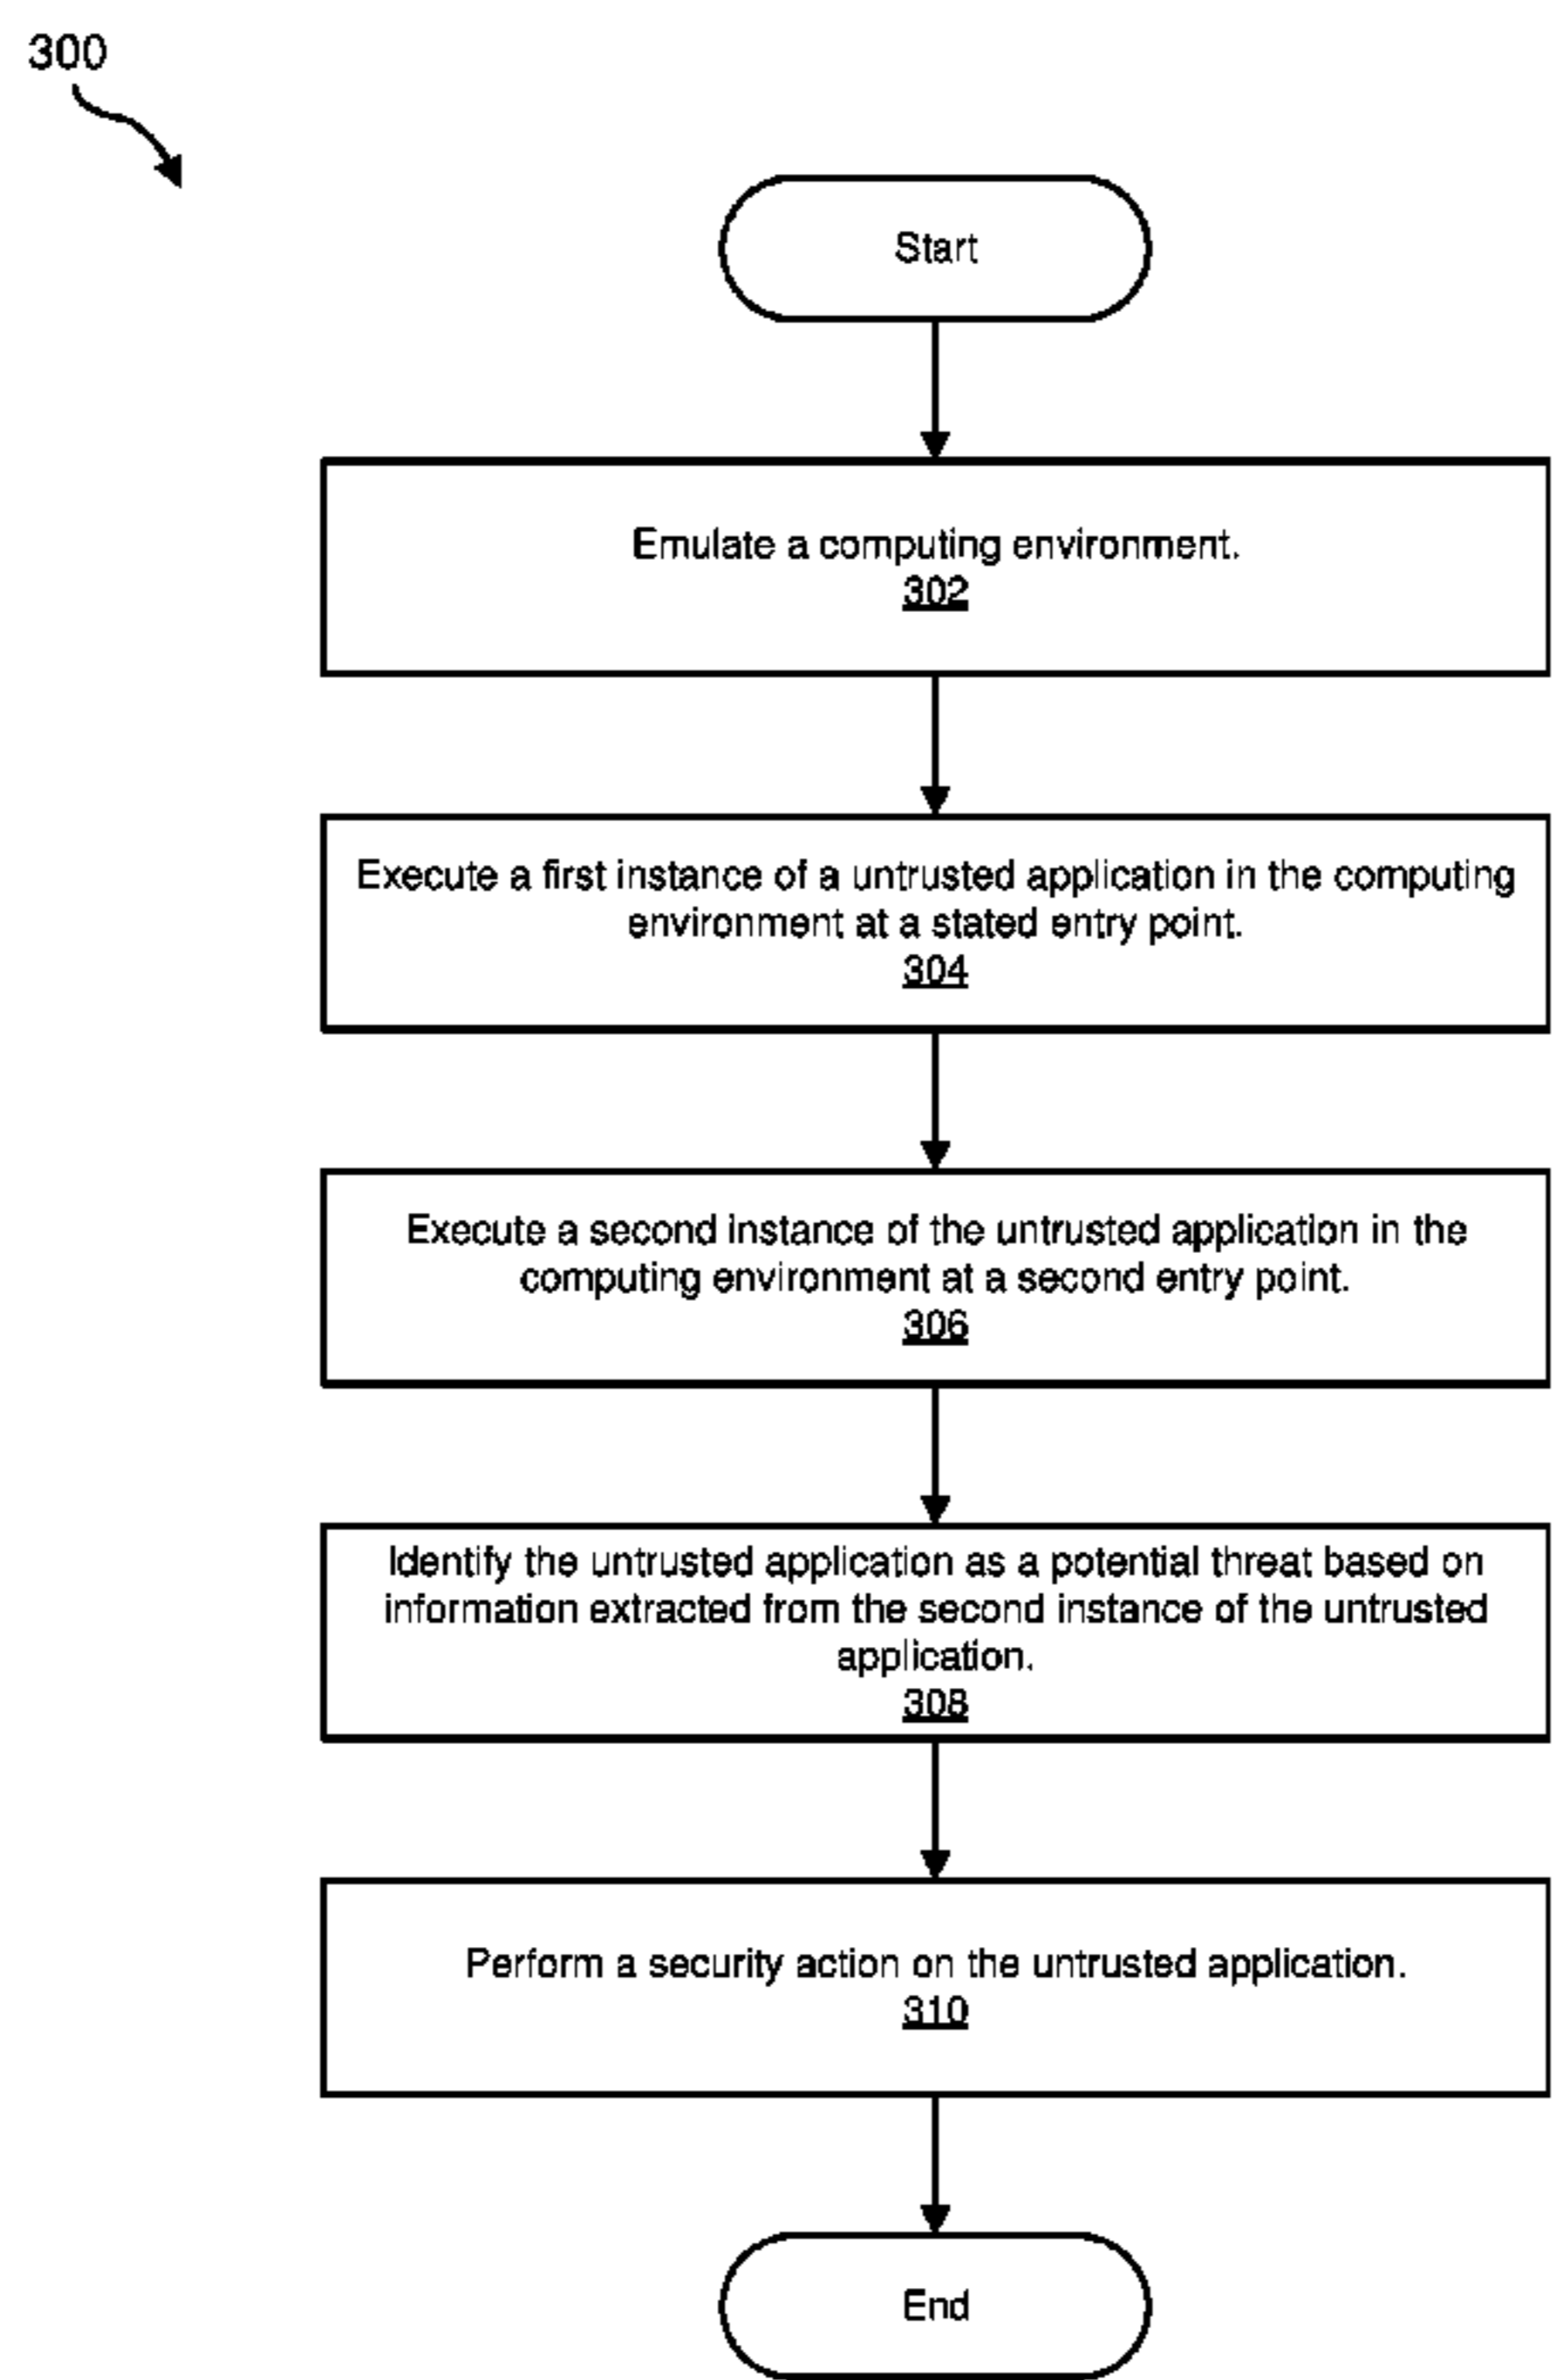 300
Start
Emulate a computing environment.
302
Execute a first instance of a untrusted application in the computing
environment at a stated entry point.
304
Execute a second instance of the untrusted application in the
computing environment at a second entry point.
306
Identify the untrusted application as a potential threat based on
information extracted from the second instance of the untrusted
application.
308
Perform a security action on the untrusted application.
310
End